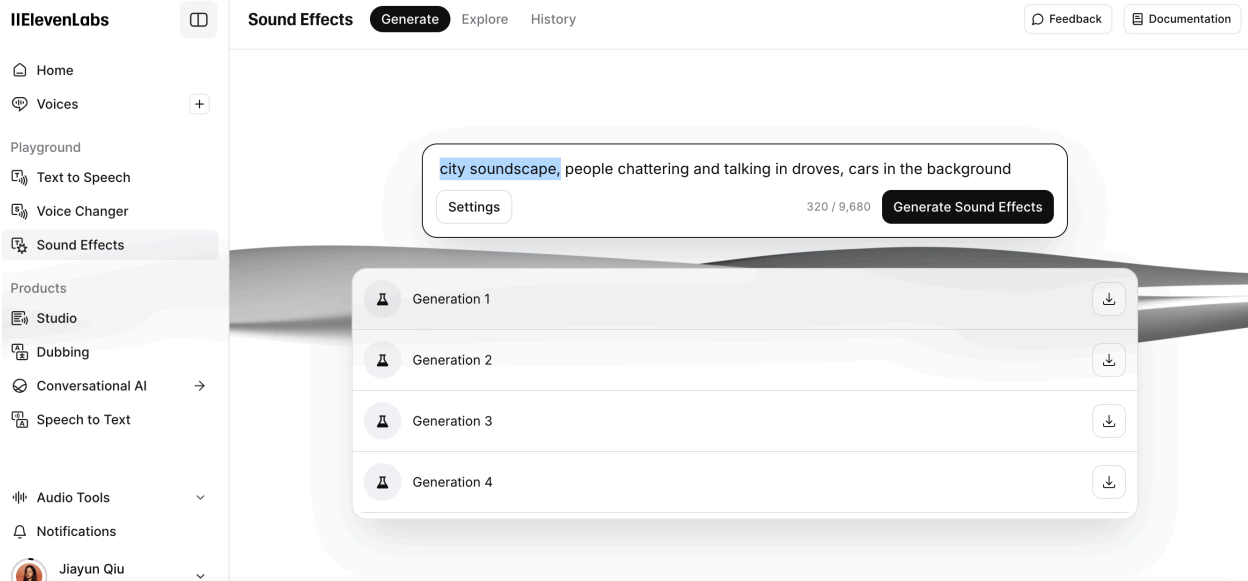 IIElevenLabs
Sound Effects
Generate
Explore
History
Feedback
Documentation
Home
Voices
Playground
Text to Speech
Voice Changer
Sound Effects
Products
Studio
Dubbing
Conversational AI
Speech to Text
Audio Tools
Notifications
Jiayun Qiu
city soundscape, people chattering and talking in droves, cars in the background
Settings
320 / 9,680
Generate Sound Effects
Generation 1
Generation 2
Generation 3
Generation 4